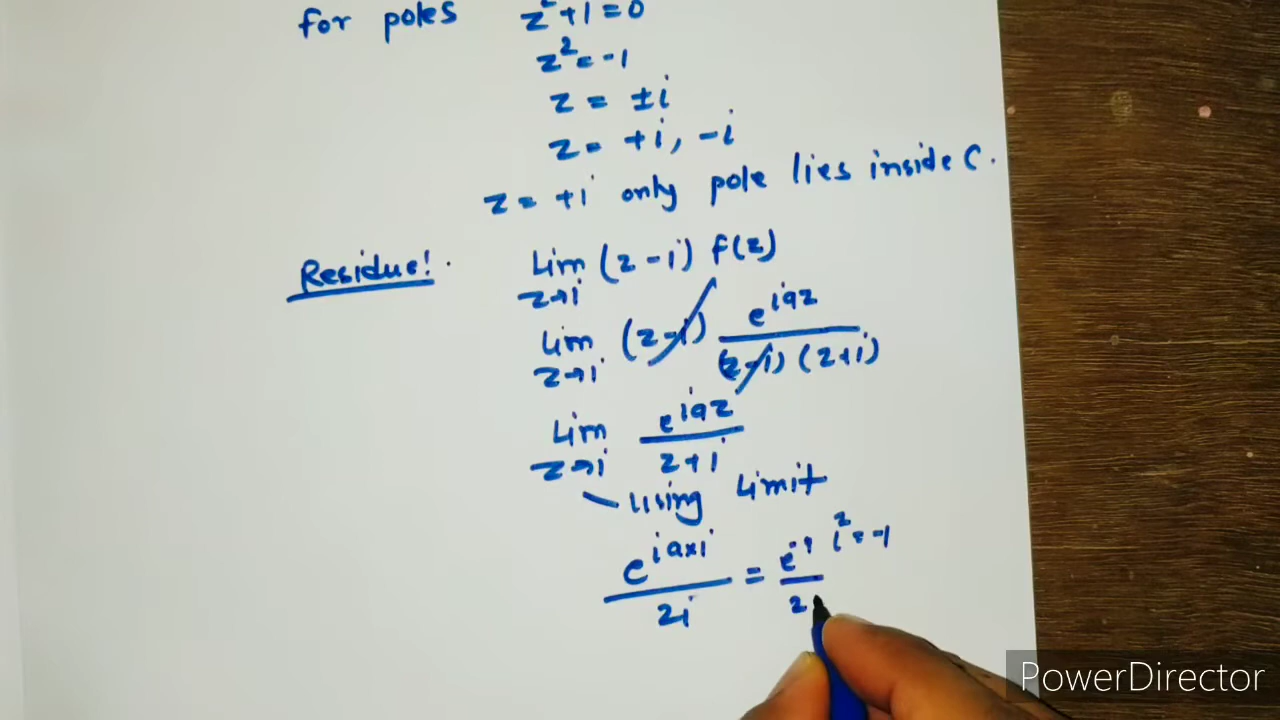 for poles z²+1=0
z²=-1
z = ±i
z = +i, -i
z = +i only pole lies inside C.
Residue!. Lim z→i (z-i) f(z)
Lim z→i (z-i) e^{iaz}/(z-i)(z+i)
Lim z→i e^{iaz}/z+i
Using Limit
e^{iaxi}/2i = e^{-a}/2 i²=-1
PowerDirector